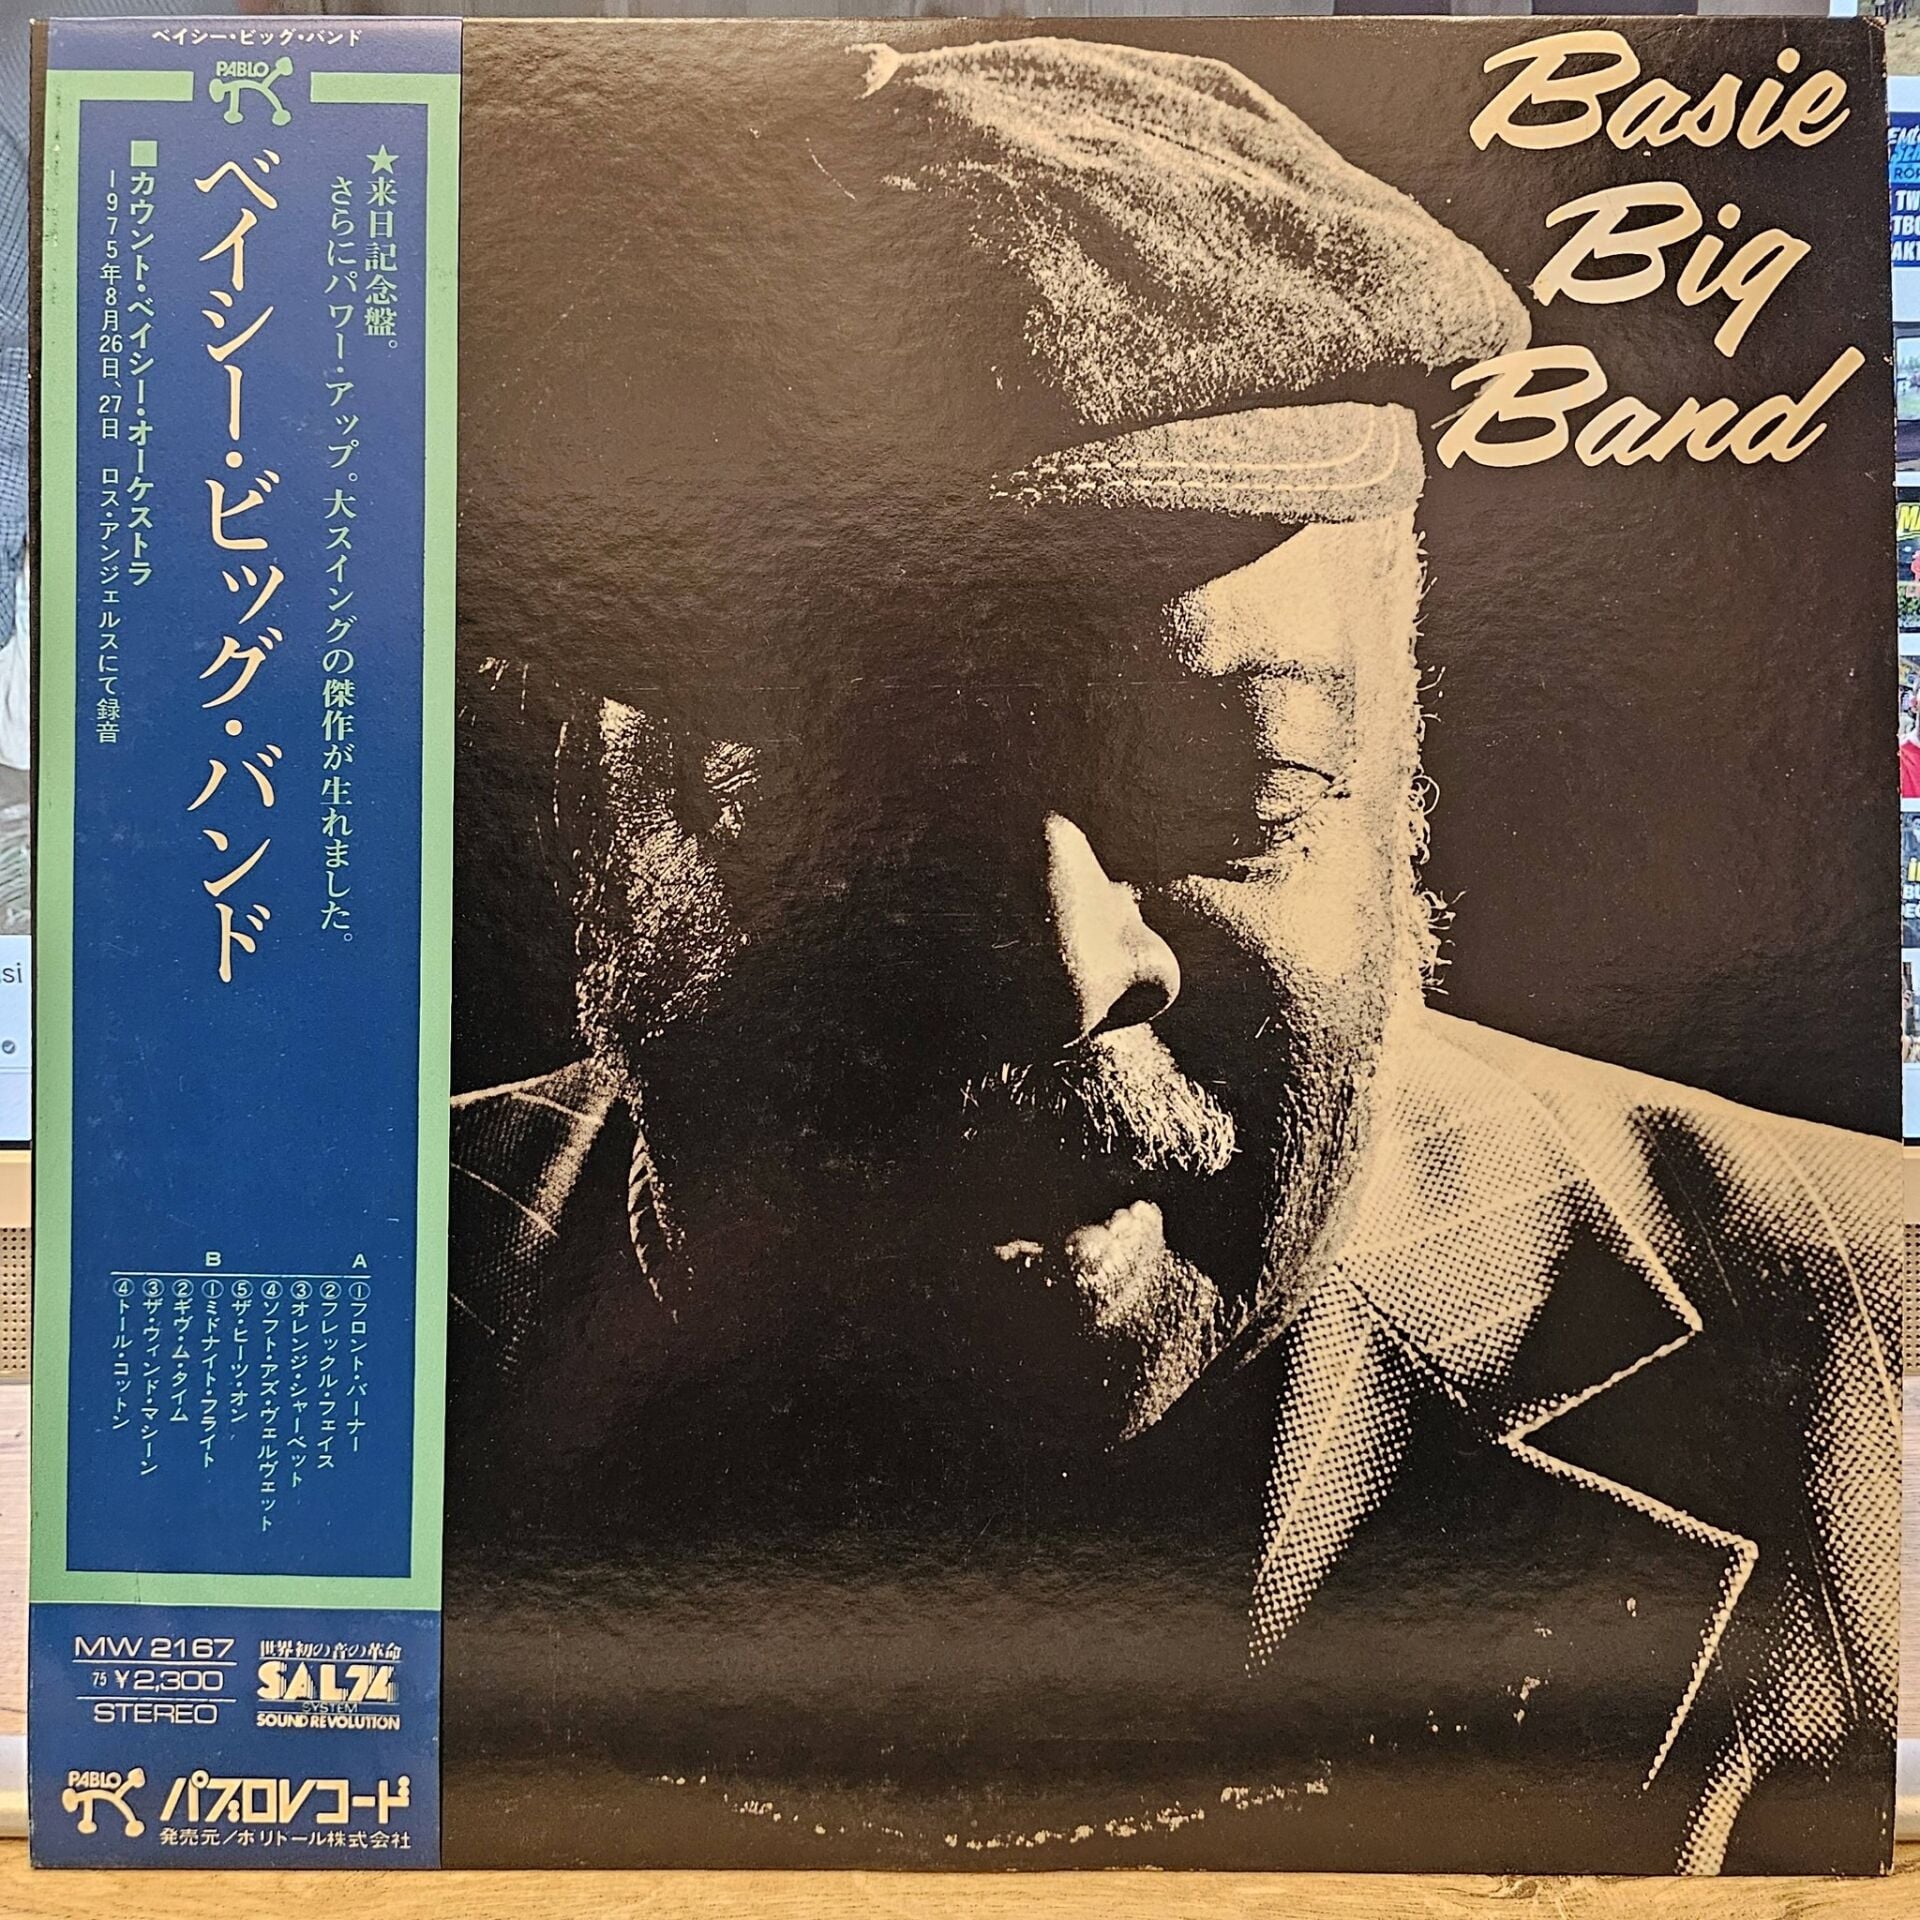 ベイシー・ビッグ・バンド
PABLO
★来日記念盤。
さらにパワー・アップ。大スイングの傑作が生れました。
ベイシー・ビッグ・バンド
■カウント・ベイシー・オーケストラ
1975年8月26日、27日 ロス・アンジェルスにて録音
A
①フロント・バーナー
②フレックル・フェイス
③オレンジ・シャーベット
④ソフト・アズ・ヴェルヴェット
⑤ザ・ヒーツ・オン
B
①ミドナイト・フライト
②ギヴ・ム・タイム
③ザ・ウィンド・マシーン
④トール・コットン
MW 2167
75 ¥2,300
STEREO
世界初の音の革命
SAL74
SYSTEM
SOUND REVOLUTION
PABLO
パブロレコード
発売元/ポリドール株式会社
Basie
Big
Band